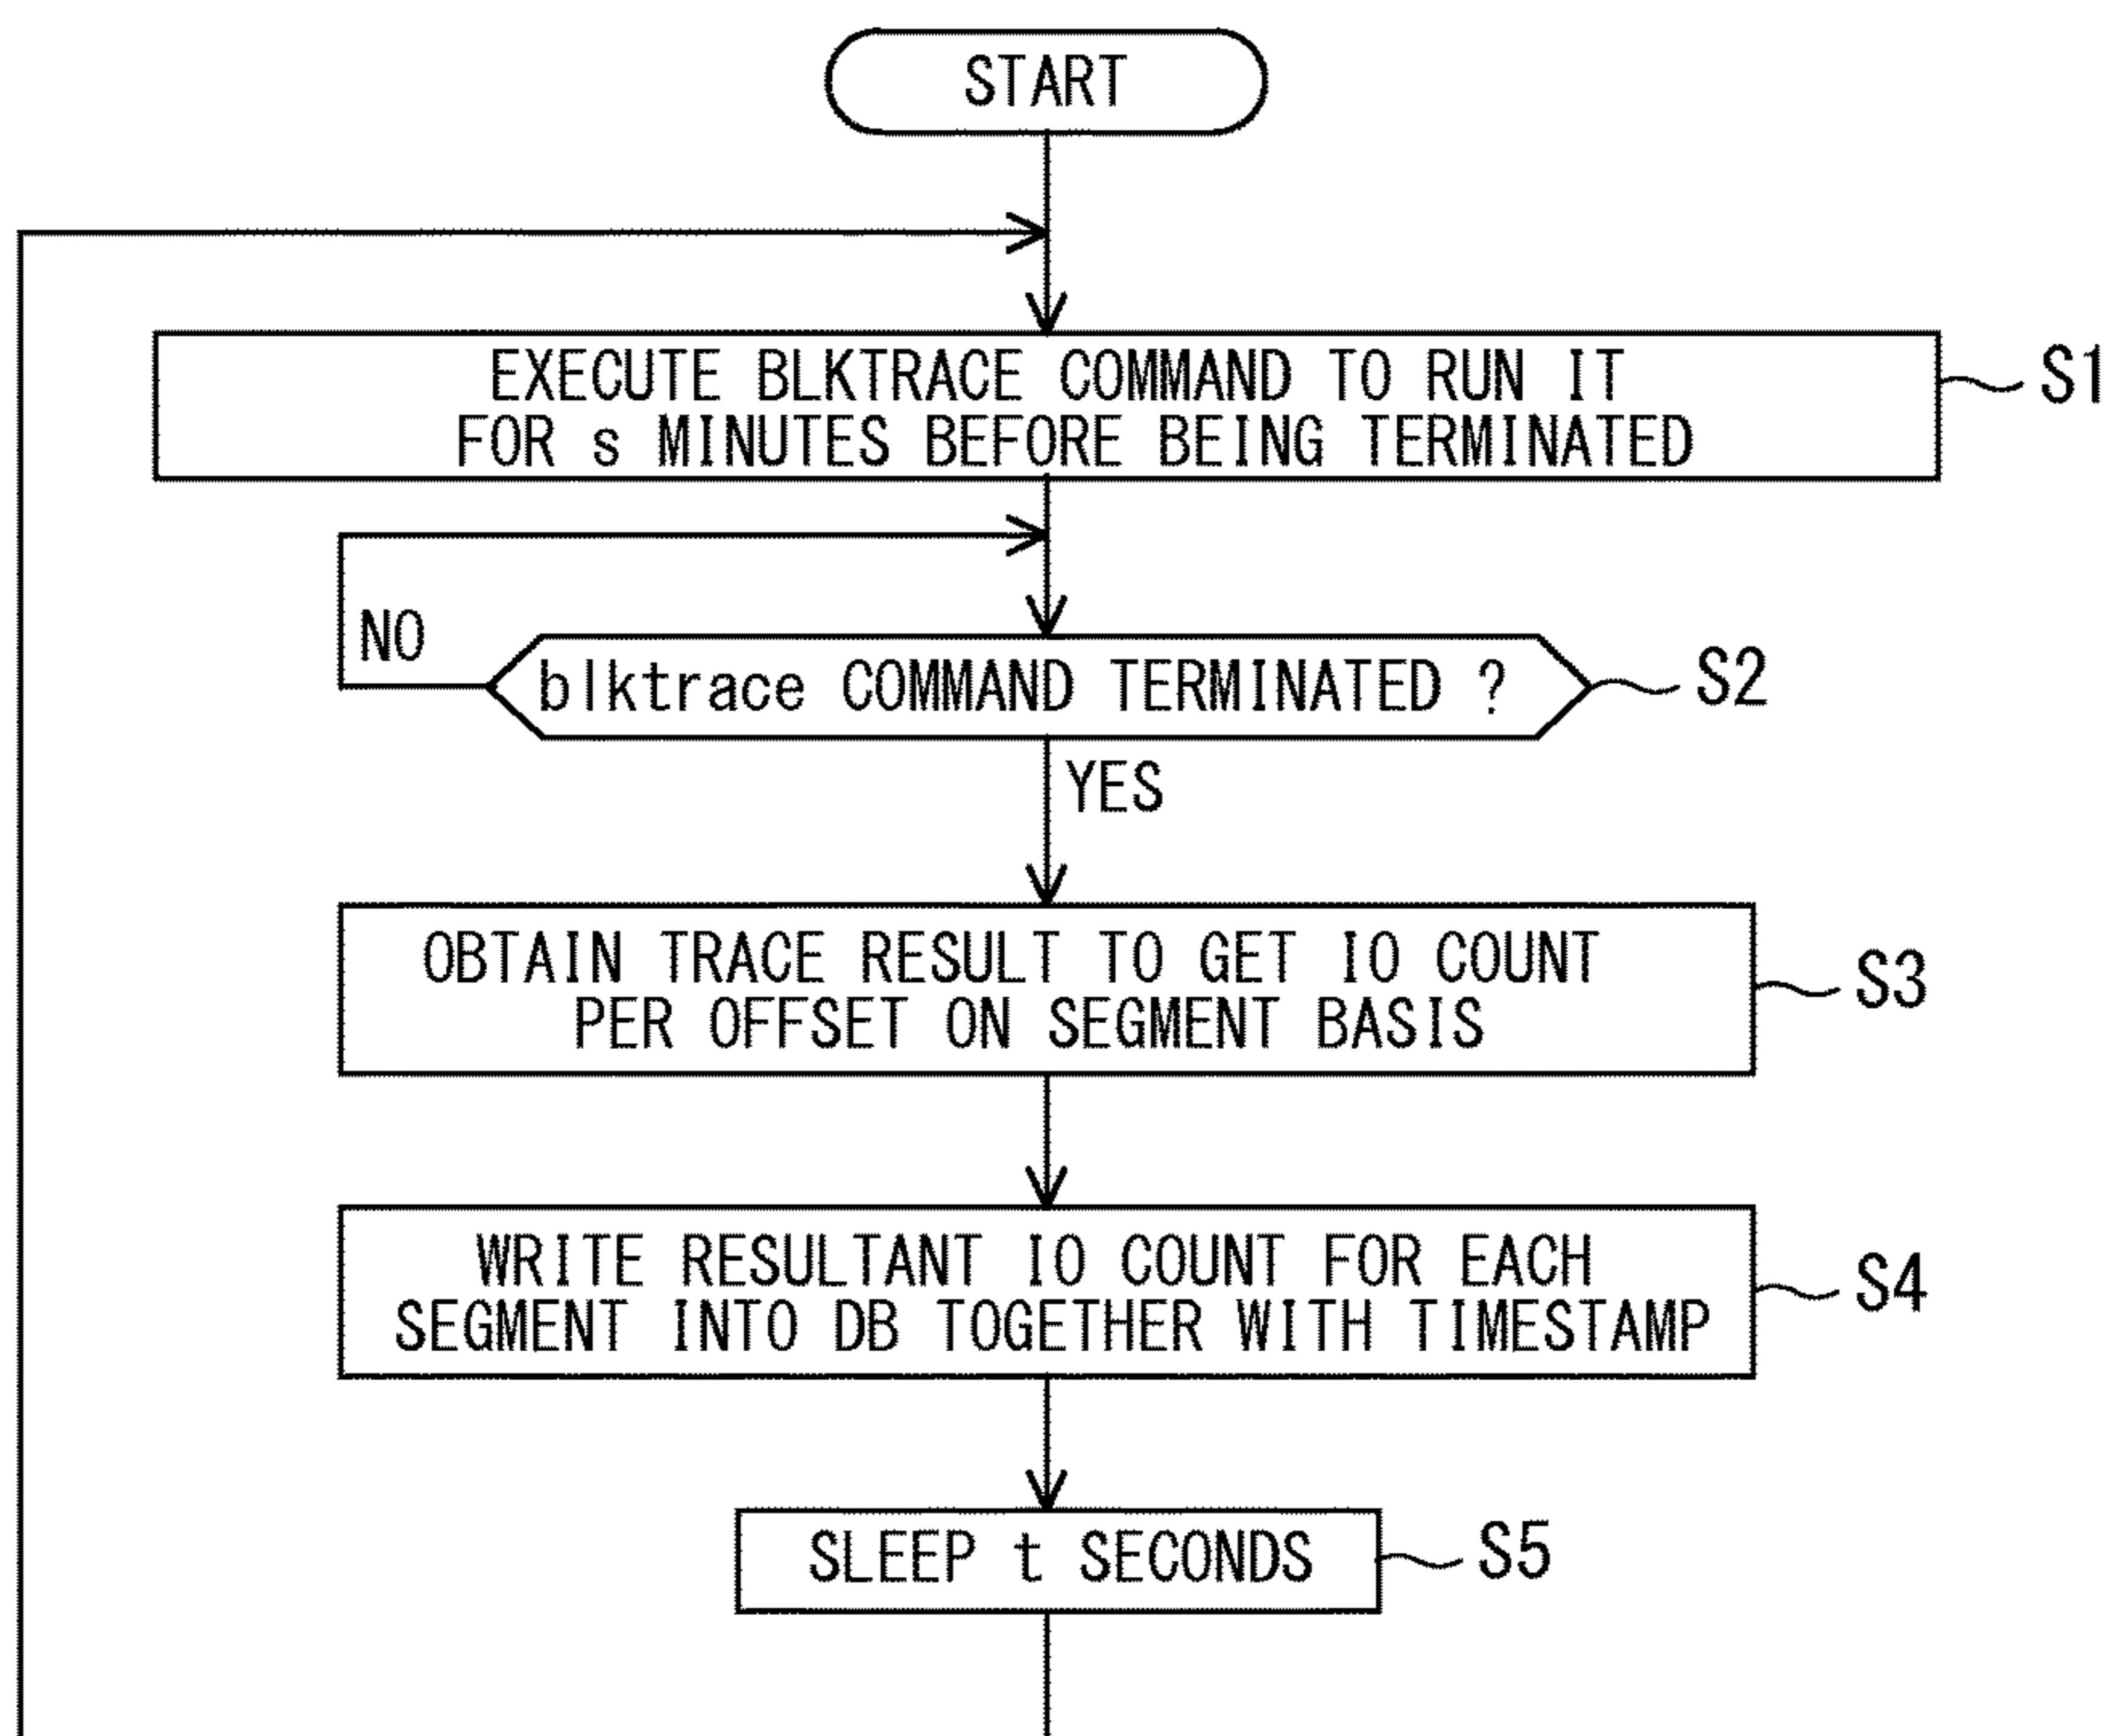 START
EXECUTE BLKTRACE COMMAND TO RUN IT
FOR s MINUTES BEFORE BEING TERMINATED
S1
NO
blktrace COMMAND TERMINATED ?
S2
YES
OBTAIN TRACE RESULT TO GET IO COUNT
PER OFFSET ON SEGMENT BASIS
S3
WRITE RESULTANT IO COUNT FOR EACH
SEGMENT INTO DB TOGETHER WITH TIMESTAMP
S4
SLEEP t SECONDS
S5